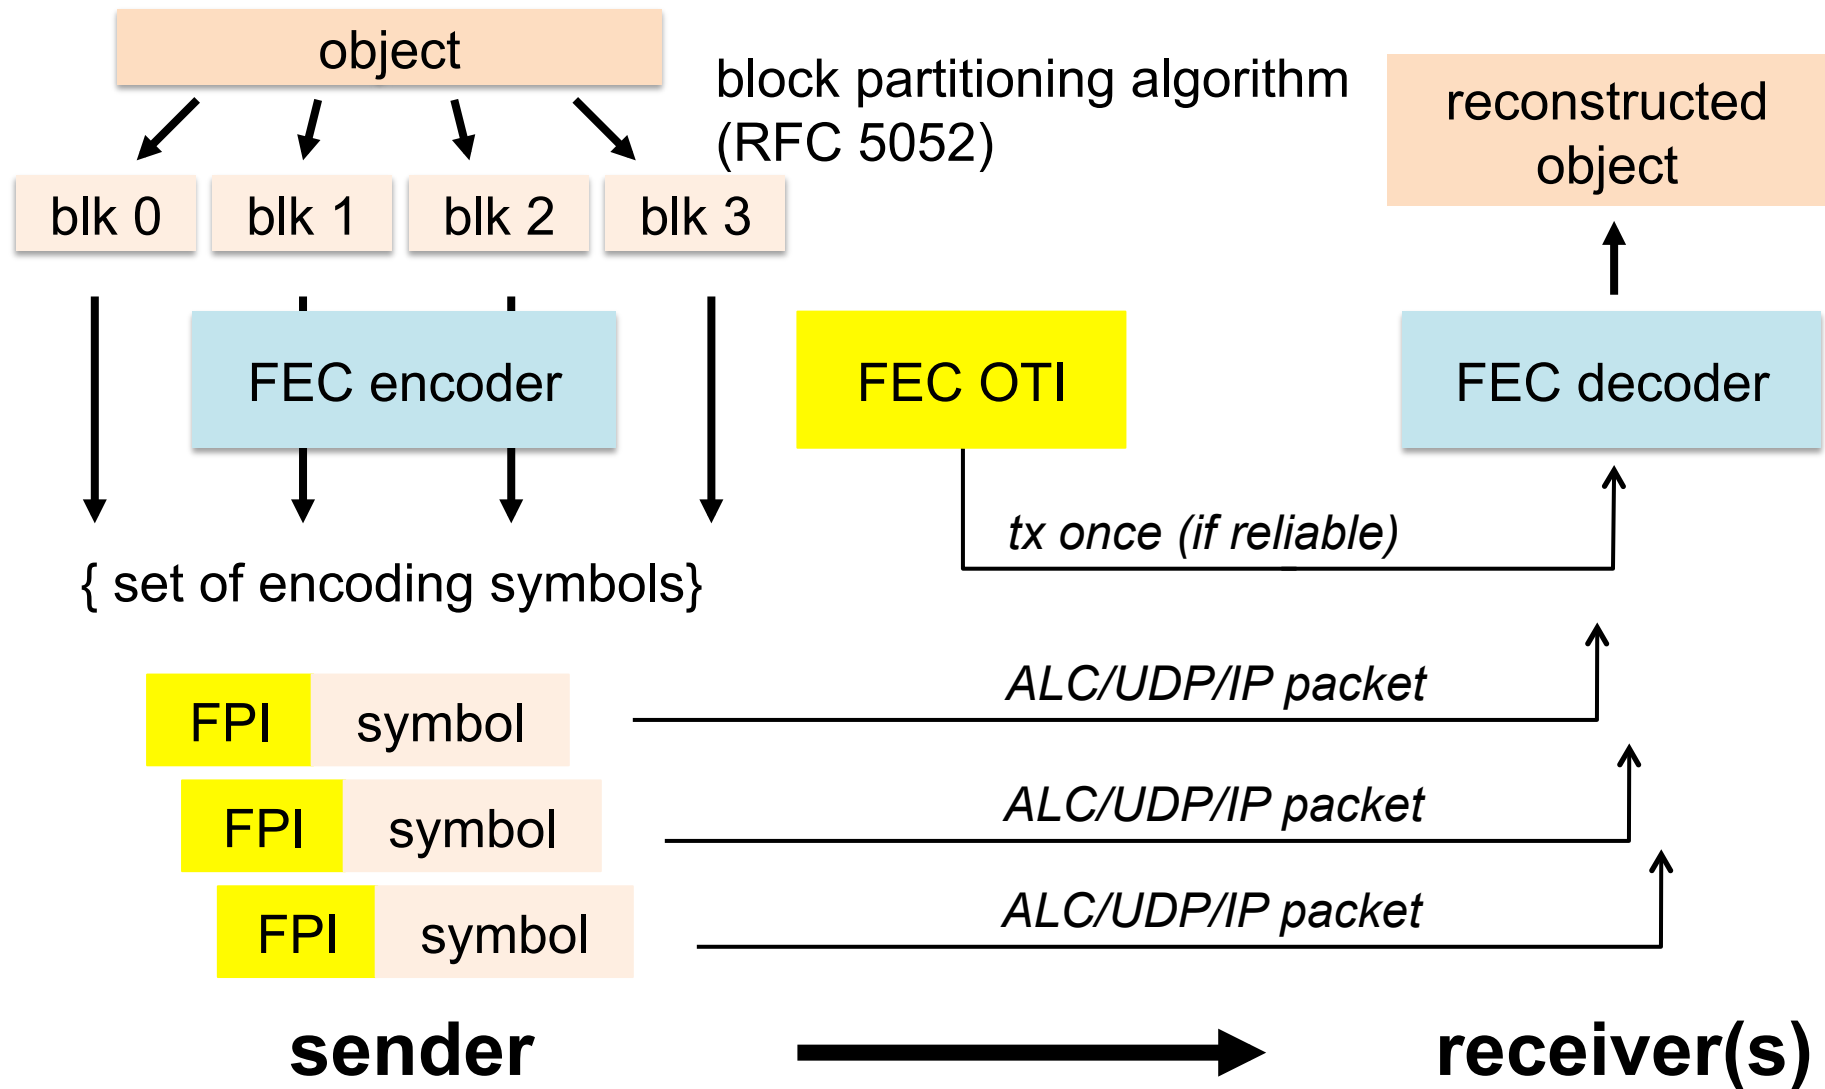 object
block partitioning algorithm
(RFC 5052)
reconstructed
object
blk 0
blk 1
blk 2
blk 3
FEC encoder
FEC OTI
FEC decoder
tx once (if reliable)
{ set of encoding symbols}
FPI symbol
ALC/UDP/IP packet
FPI symbol
ALC/UDP/IP packet
FPI symbol
ALC/UDP/IP packet
sender
receiver(s)